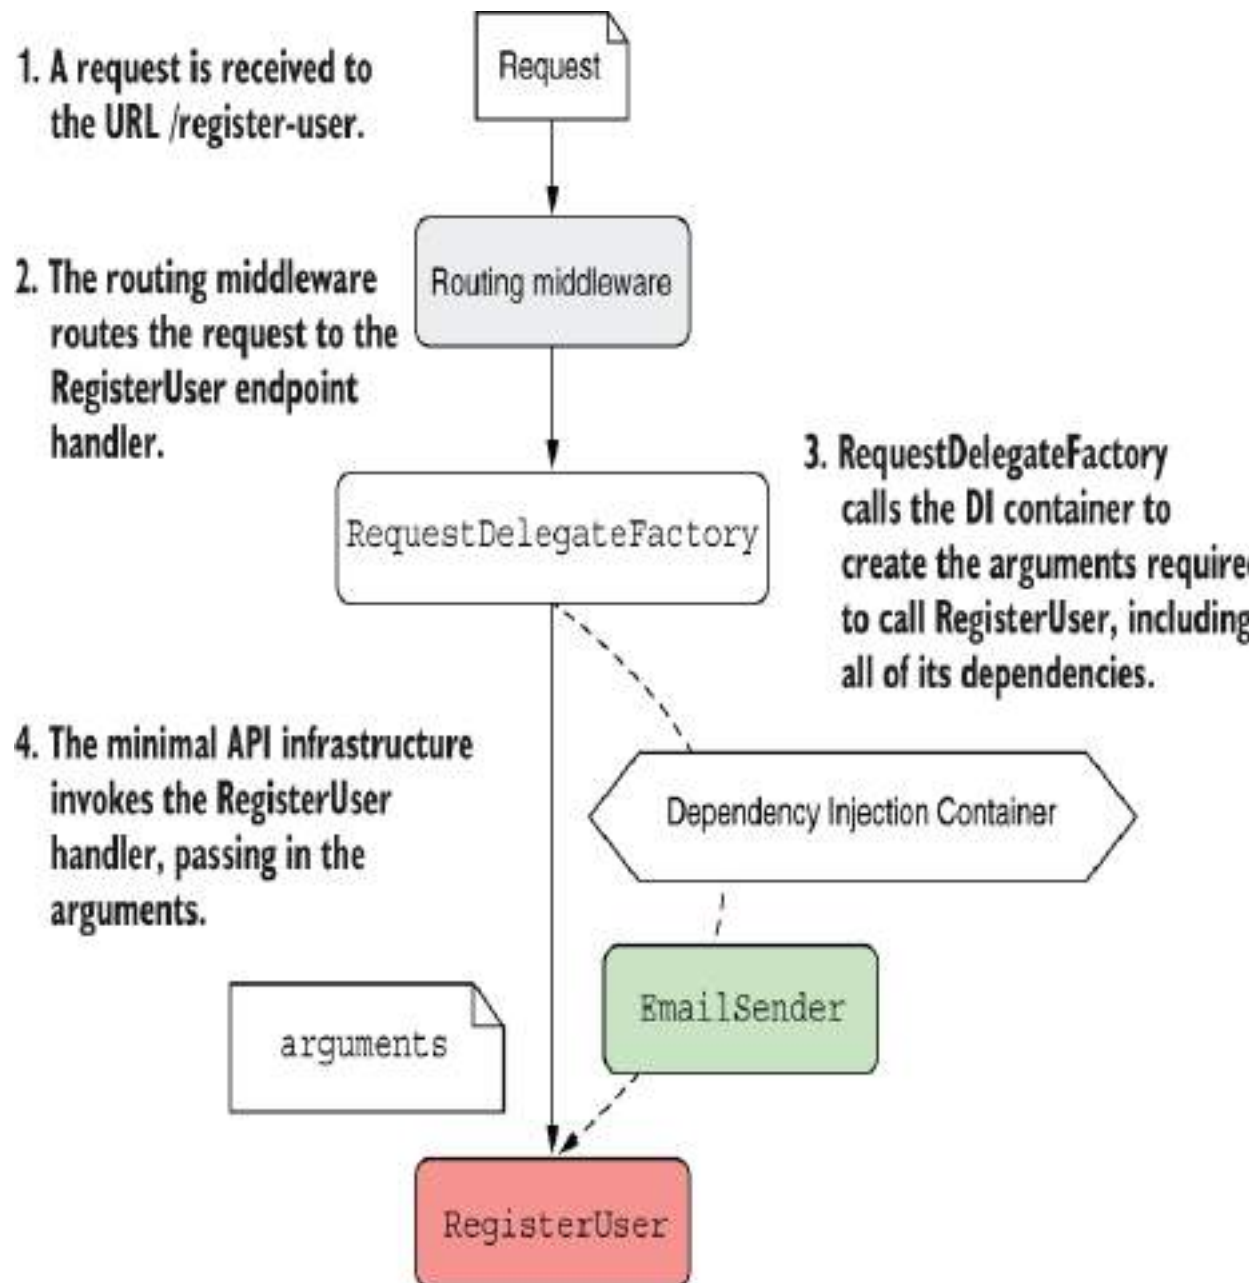 Request
1. A request is received to
the URL /register-user.
Routing middleware
2. The routing middleware
routes the request to the
RegisterUser endpoint
handler.
RequestDelegateFactory
3. RequestDelegateFactory
calls the DI container to
create the arguments require
to call RegisterUser, including
all of its dependencies.
4. The minimal API infrastructure
invokes the RegisterUser
handler, passing in the
arguments.
Dependency Injection Container
EmailSender
arguments
RegisterUser